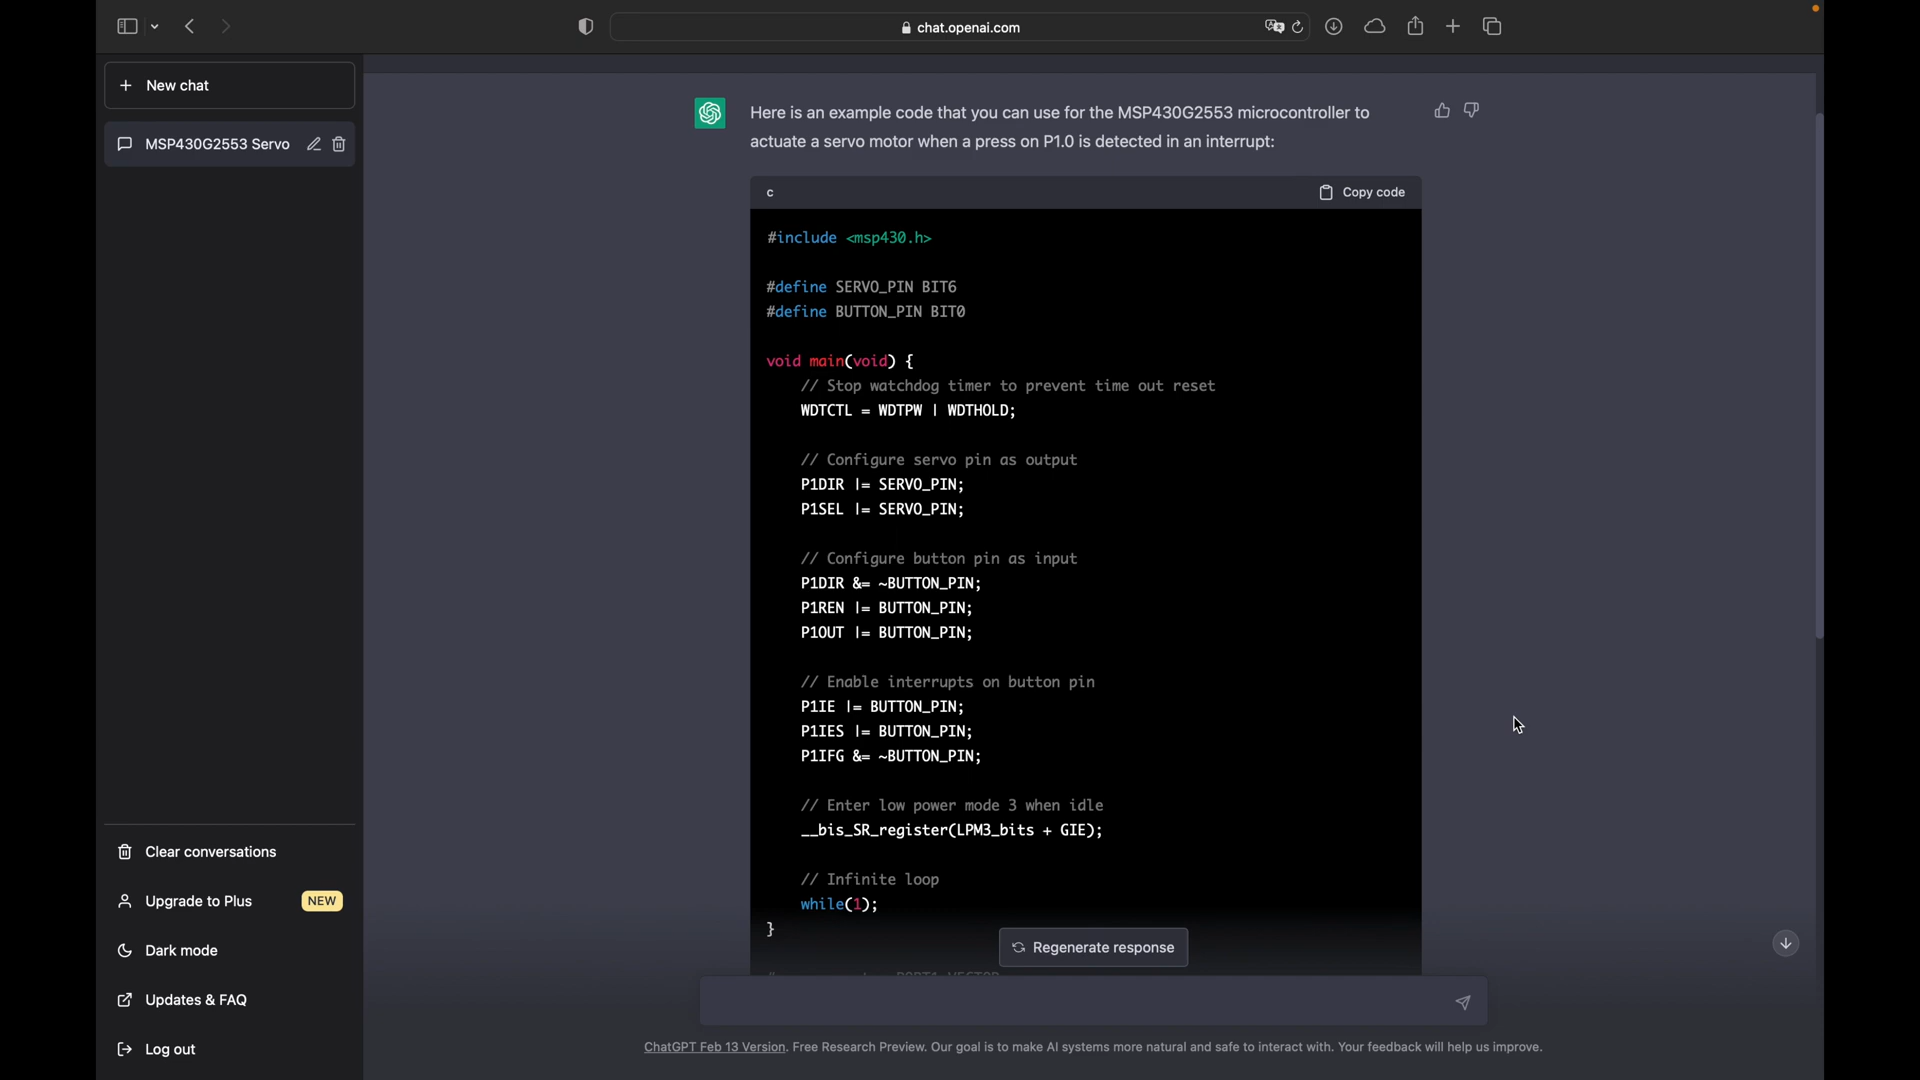 chat.openai.com
New chat
MSP430G2553 Servo
Here is an example code that you can use for the MSP430G2553 microcontroller to
actuate a servo motor when a press on P1.0 is detected in an interrupt:
c
Copy code
#include <msp430.h>
#define SERVO_PIN BIT6
#define BUTTON_PIN BIT0
void main(void) {
// Stop watchdog timer to prevent time out reset
WDTCTL = WDTPW | WDTHOLD;
// Configure servo pin as output
P1DIR |= SERVO_PIN;
P1SEL |= SERVO_PIN;
// Configure button pin as input
P1DIR &= ~BUTTON_PIN;
P1REN |= BUTTON_PIN;
P1OUT |= BUTTON_PIN;
// Enable interrupts on button pin
P1IE |= BUTTON_PIN;
P1IES |= BUTTON_PIN;
P1IFG &= ~BUTTON_PIN;
// Enter low power mode 3 when idle
__bis_SR_register(LPM3_bits + GIE);
// Infinite loop
while(1);
}
Regenerate response
Clear conversations
Upgrade to Plus NEW
Dark mode
Updates & FAQ
Log out
ChatGPT Feb 13 Version. Free Research Preview. Our goal is to make AI systems more natural and safe to interact with. Your feedback will help us improve.